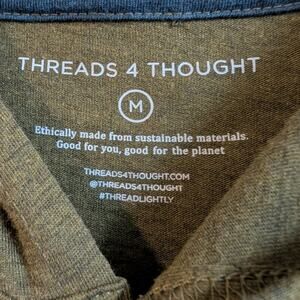 THREADS 4 THOUGHT
M
Ethically made from sustainable materials.
Good for you, good for the planet
THREADS4THOUGHT.COM
@THREADS4THOUGHT
#THREADLIGHTLY